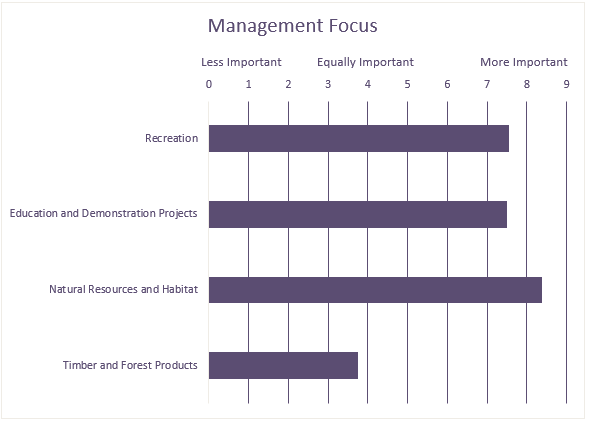 Management Focus
Less Important Equally Important More Important
0 1 2 3 4 5 6 7 8 9
Recreation
Education and Demonstration Projects
Natural Resources and Habitat
Timber and Forest Products